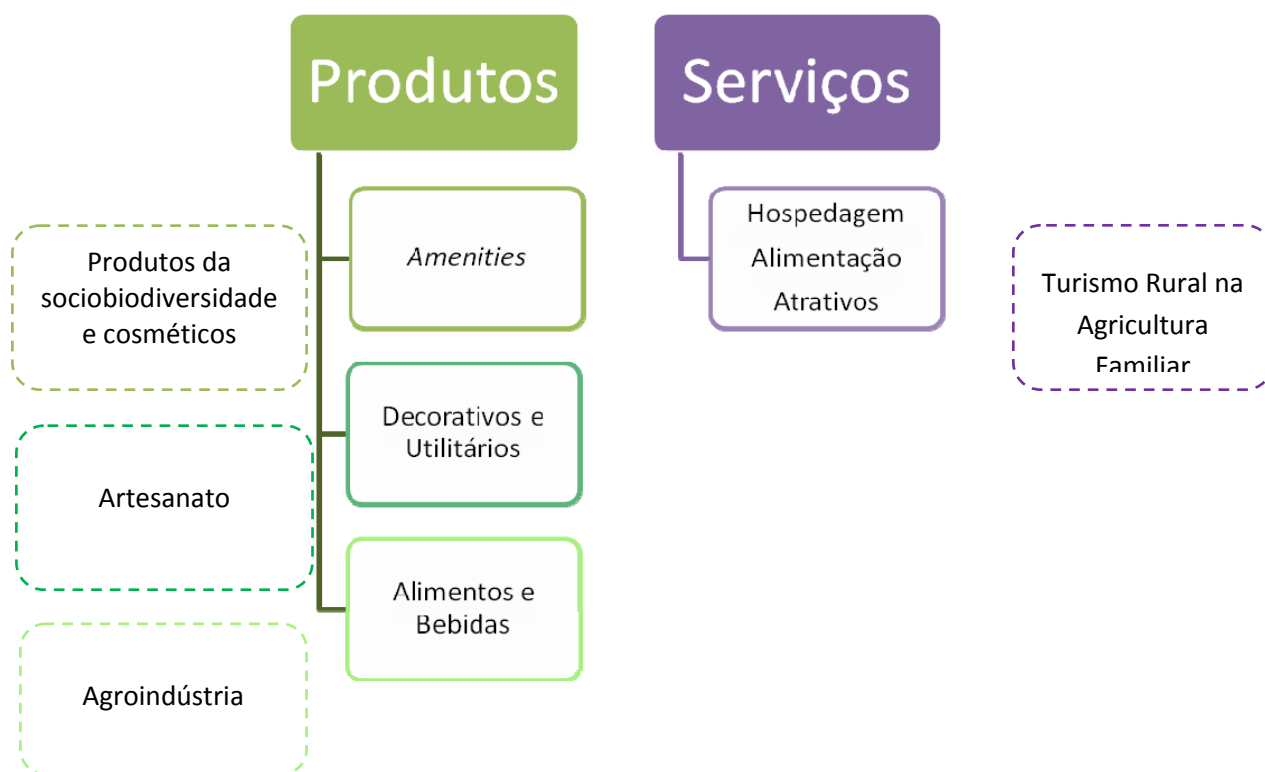 Produtos
Serviços
Produtos da
sociobiodiversidade
e cosméticos
Amenities
Hospedagem
Alimentação
Atrativos
Turismo Rural na
Agricultura
Familiar
Artesanato
Decorativos e
Utilitários
Agroindústria
Alimentos e
Bebidas